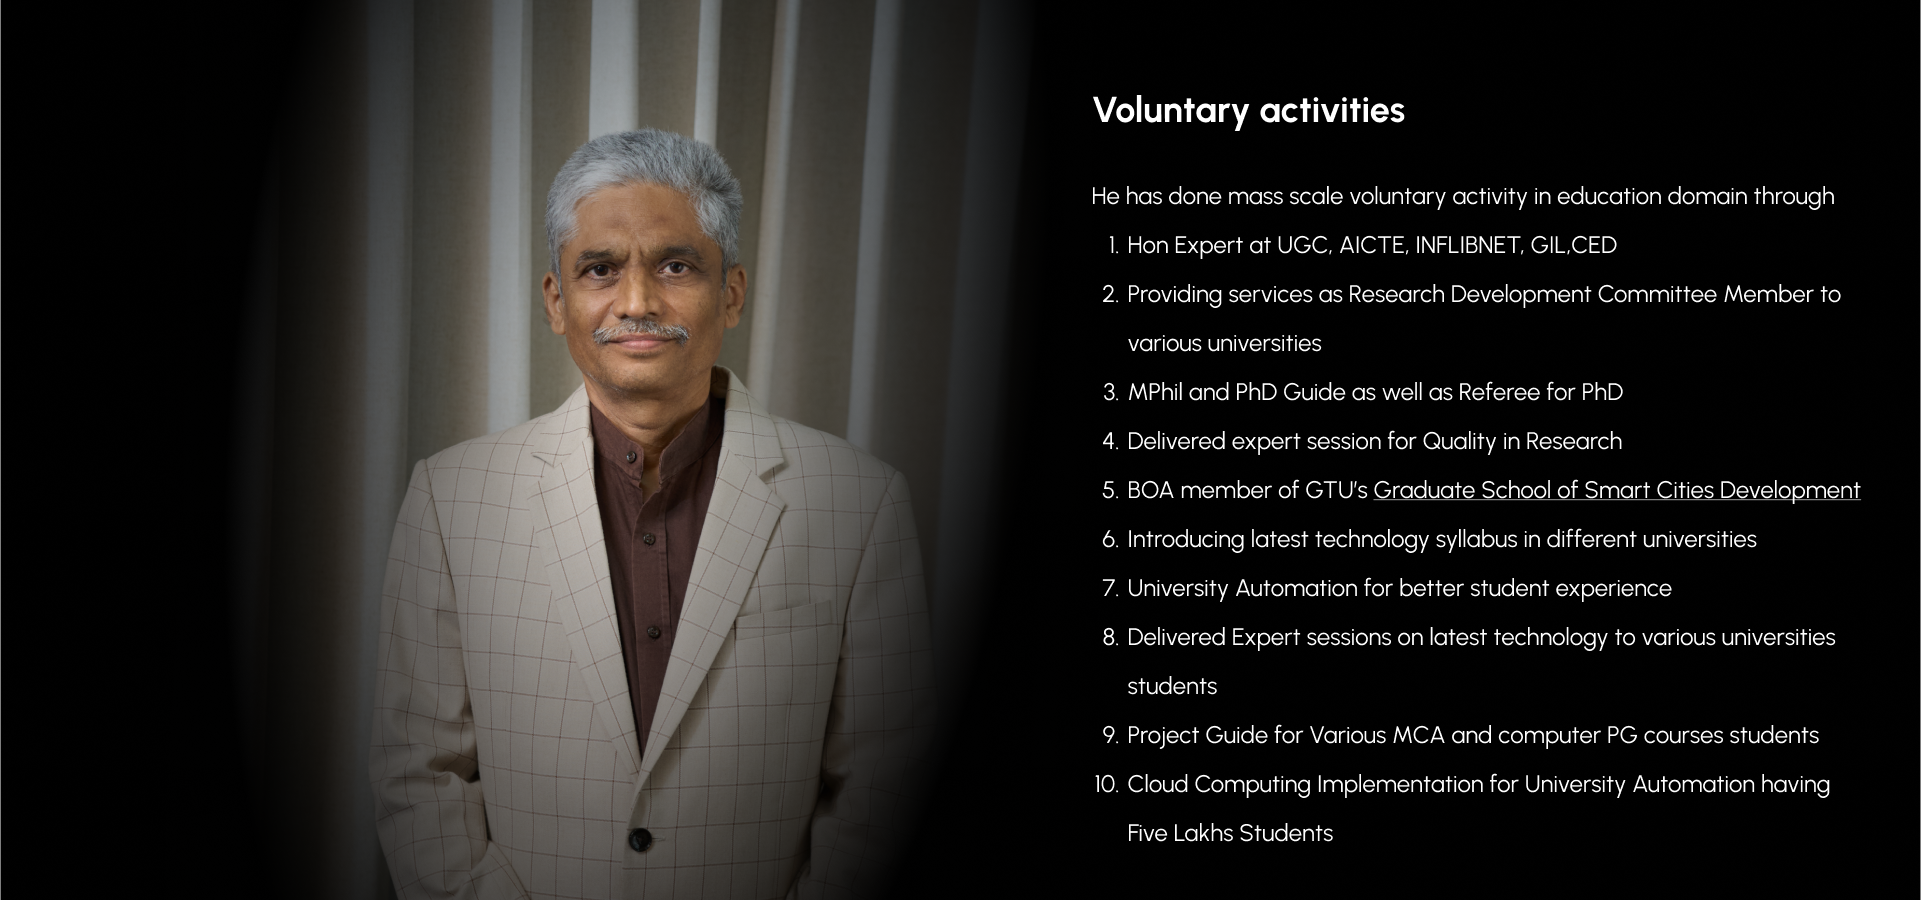 Voluntary activities
He has done mass scale voluntary activity in education domain through
1. Hon Expert at UGC, AICTE, INFLIBNET, GIL,CED
2. Providing services as Research Development Committee Member to
various universities
3. MPhil and PhD Guide as well as Referee for PhD
4. Delivered expert session for Quality in Research
5. BOA member of GTU’s Graduate School of Smart Cities Development
6. Introducing latest technology syllabus in different universities
7. University Automation for better student experience
8. Delivered Expert sessions on latest technology to various universities
students
9. Project Guide for Various MCA and computer PG courses students
10. Cloud Computing Implementation for University Automation having
Five Lakhs Students